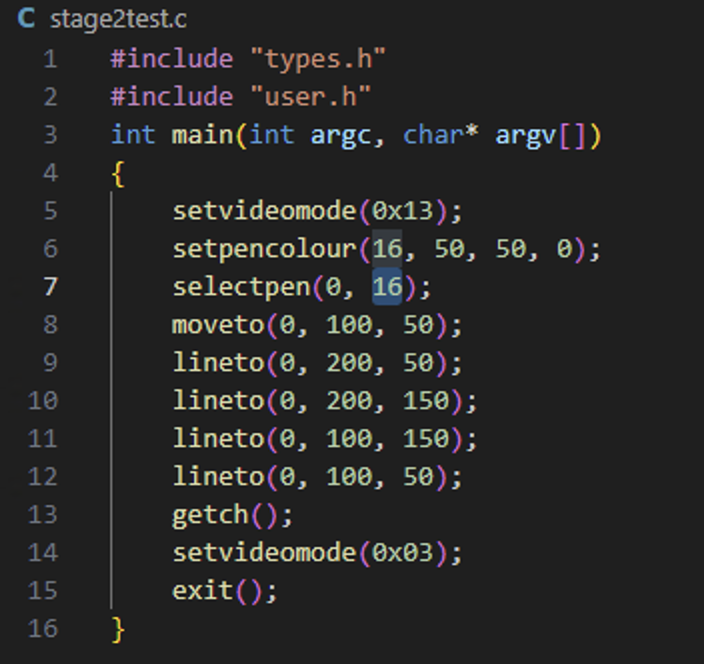 C stage2test.c
1 #include "types.h"
2 #include "user.h"
3 int main(int argc, char* argv[])
4 {
5     setvideomode(0x13);
6     setpencolour(16, 50, 50, 0);
7     selectpen(0, 16);
8     moveto(0, 100, 50);
9     lineto(0, 200, 50);
10     lineto(0, 200, 150);
11     lineto(0, 100, 150);
12     lineto(0, 100, 50);
13     getch();
14     setvideomode(0x03);
15     exit();
16 }